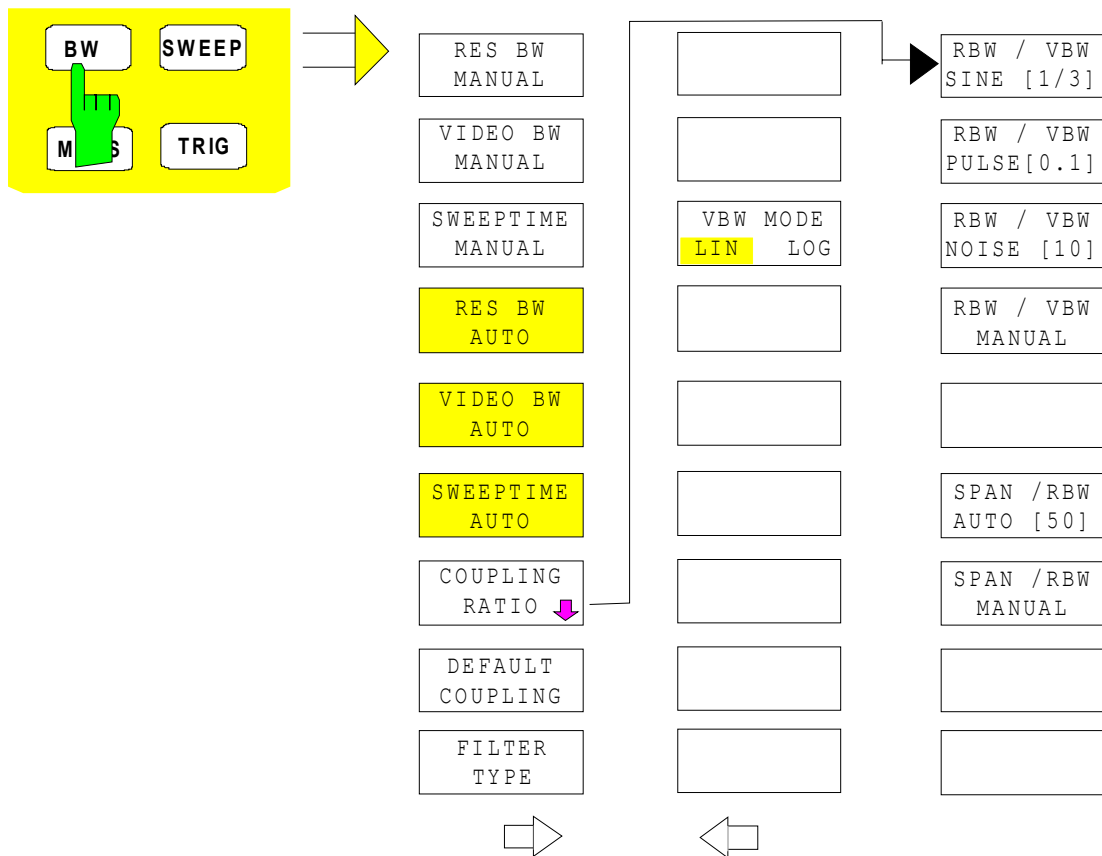 BW
SWEEP
M S
TRIG
RES BW
MANUAL
VIDEO BW
MANUAL
SWEEPTIME
MANUAL
RES BW
AUTO
VIDEO BW
AUTO
SWEEPTIME
AUTO
COUPLING
RATIO
DEFAULT
COUPLING
FILTER
TYPE
VBW MODE
LIN LOG
RBW / VBW
SINE [1/3]
RBW / VBW
PULSE[0.1]
RBW / VBW
NOISE [10]
RBW / VBW
MANUAL
SPAN /RBW
AUTO [50]
SPAN /RBW
MANUAL